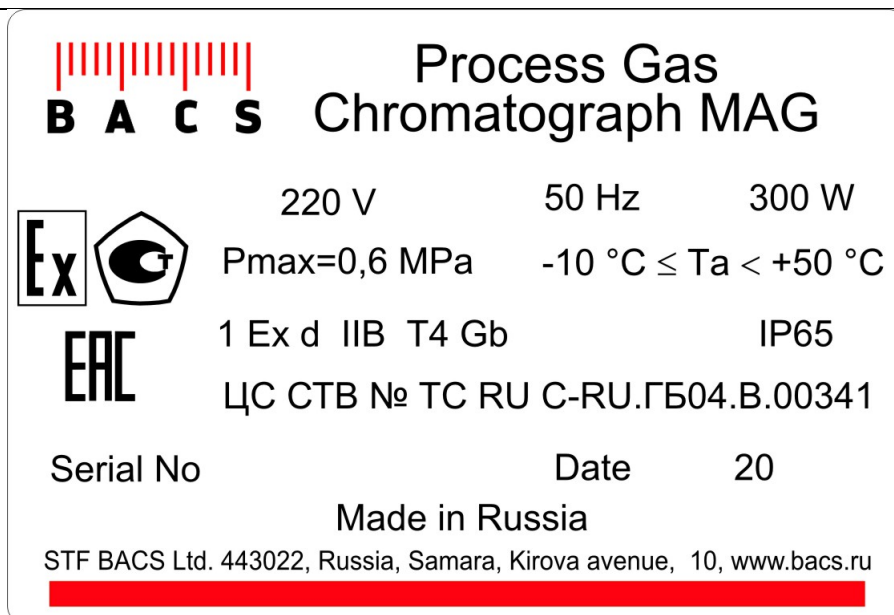 BACS
Process Gas
Chromatograph MAG
220 V 50 Hz 300 W
Ex
Pmax=0,6 MPa -10 °C ≤ Ta < +50 °C
1 Ex d IIB T4 Gb IP65
EAC
ЦС СТВ № ТС RU C-RU.ГБ04.В.00341
Serial No Date 20
Made in Russia
STF BACS Ltd. 443022, Russia, Samara, Kirova avenue, 10, www.bacs.ru